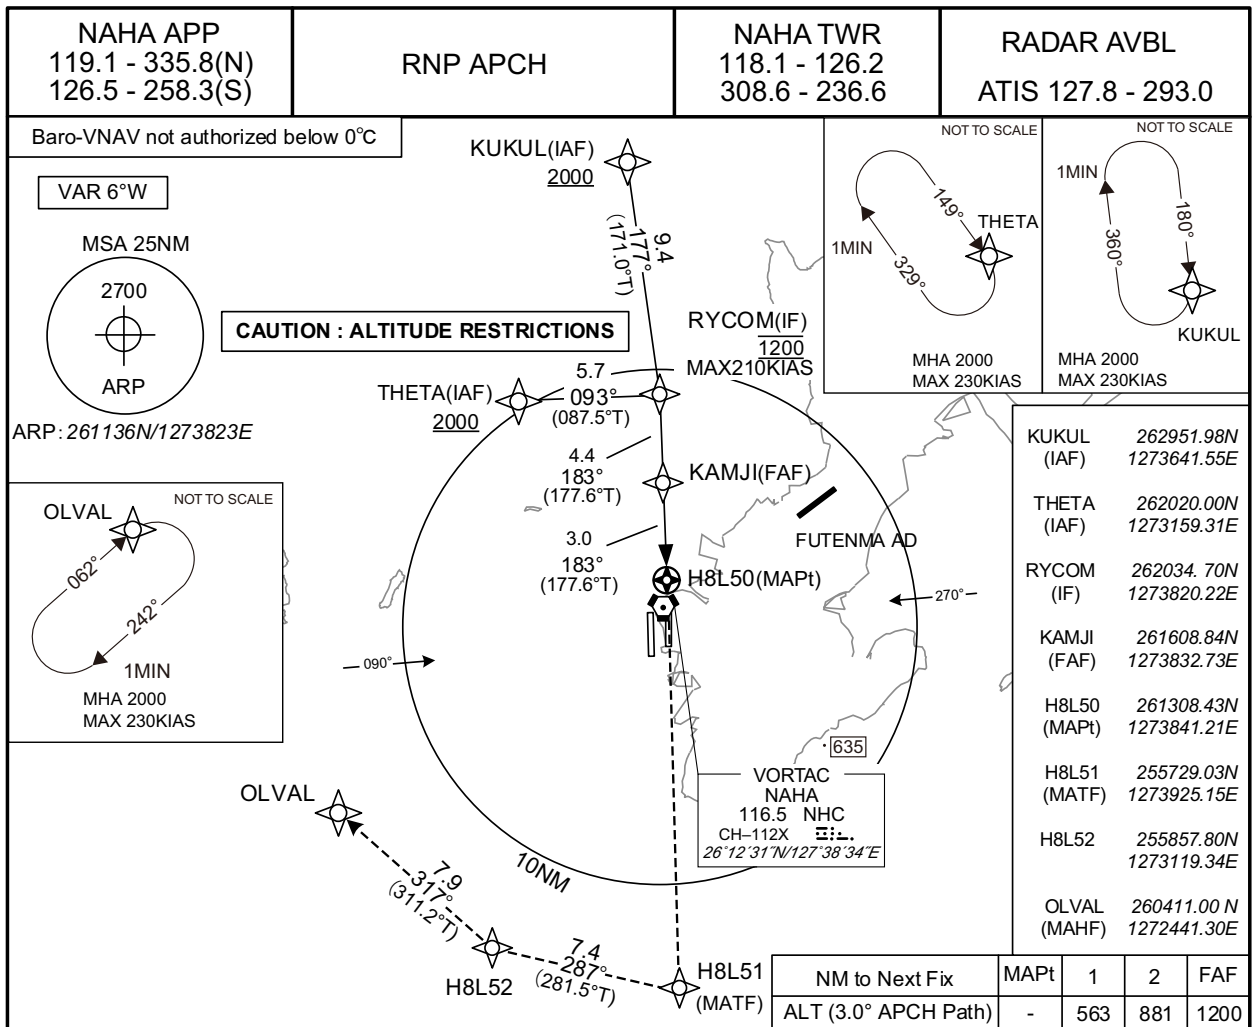 NAHA APP
119.1 - 335.8(N)
126.5 - 258.3(S)
RNP APCH
NAHA TWR
118.1 - 126.2
308.6 - 236.6
RADAR AVBL
ATIS 127.8 - 293.0
Baro-VNAV not authorized below 0°C
VAR 6°W
MSA 25NM
2700
ARP
ARP: 261136N/1273823E
CAUTION : ALTITUDE RESTRICTIONS
KUKUL(IAF)
2000
9.4
177°
(171.0°T)
RYCOM(IF)
1200
MAX210KIAS
THETA(IAF)
2000
5.7
093°
(087.5°T)
4.4
183°
(177.6°T)
KAMJI(FAF)
3.0
183°
(177.6°T)
H8L50(MAPt)
FUTENMA AD
270°
090°
635
VORTAC
NAHA
116.5 NHC
CH–112X
26°12´31˝N/127°38´34˝E
10NM
OLVAL
7.9
317°
(311.2°T)
H8L52
7.4
287°
(281.5°T)
H8L51
(MATF)
NOT TO SCALE
149°
THETA
1MIN
329°
MHA 2000
MAX 230KIAS
NOT TO SCALE
1MIN
180°
360°
KUKUL
MHA 2000
MAX 230KIAS
NOT TO SCALE
OLVAL
062°
242°
1MIN
MHA 2000
MAX 230KIAS
KUKUL 262951.98N
(IAF) 1273641.55E
THETA 262020.00N
(IAF) 1273159.31E
RYCOM 262034. 70N
(IF) 1273820.22E
KAMJI 261608.84N
(FAF) 1273832.73E
H8L50 261308.43N
(MAPt) 1273841.21E
H8L51 255729.03N
(MATF) 1273925.15E
H8L52 255857.80N
1273119.34E
OLVAL 260411.00 N
(MAHF) 1272441.30E
NM to Next Fix MAPt 1 2 FAF
ALT (3.0° APCH Path) - 563 881 1200